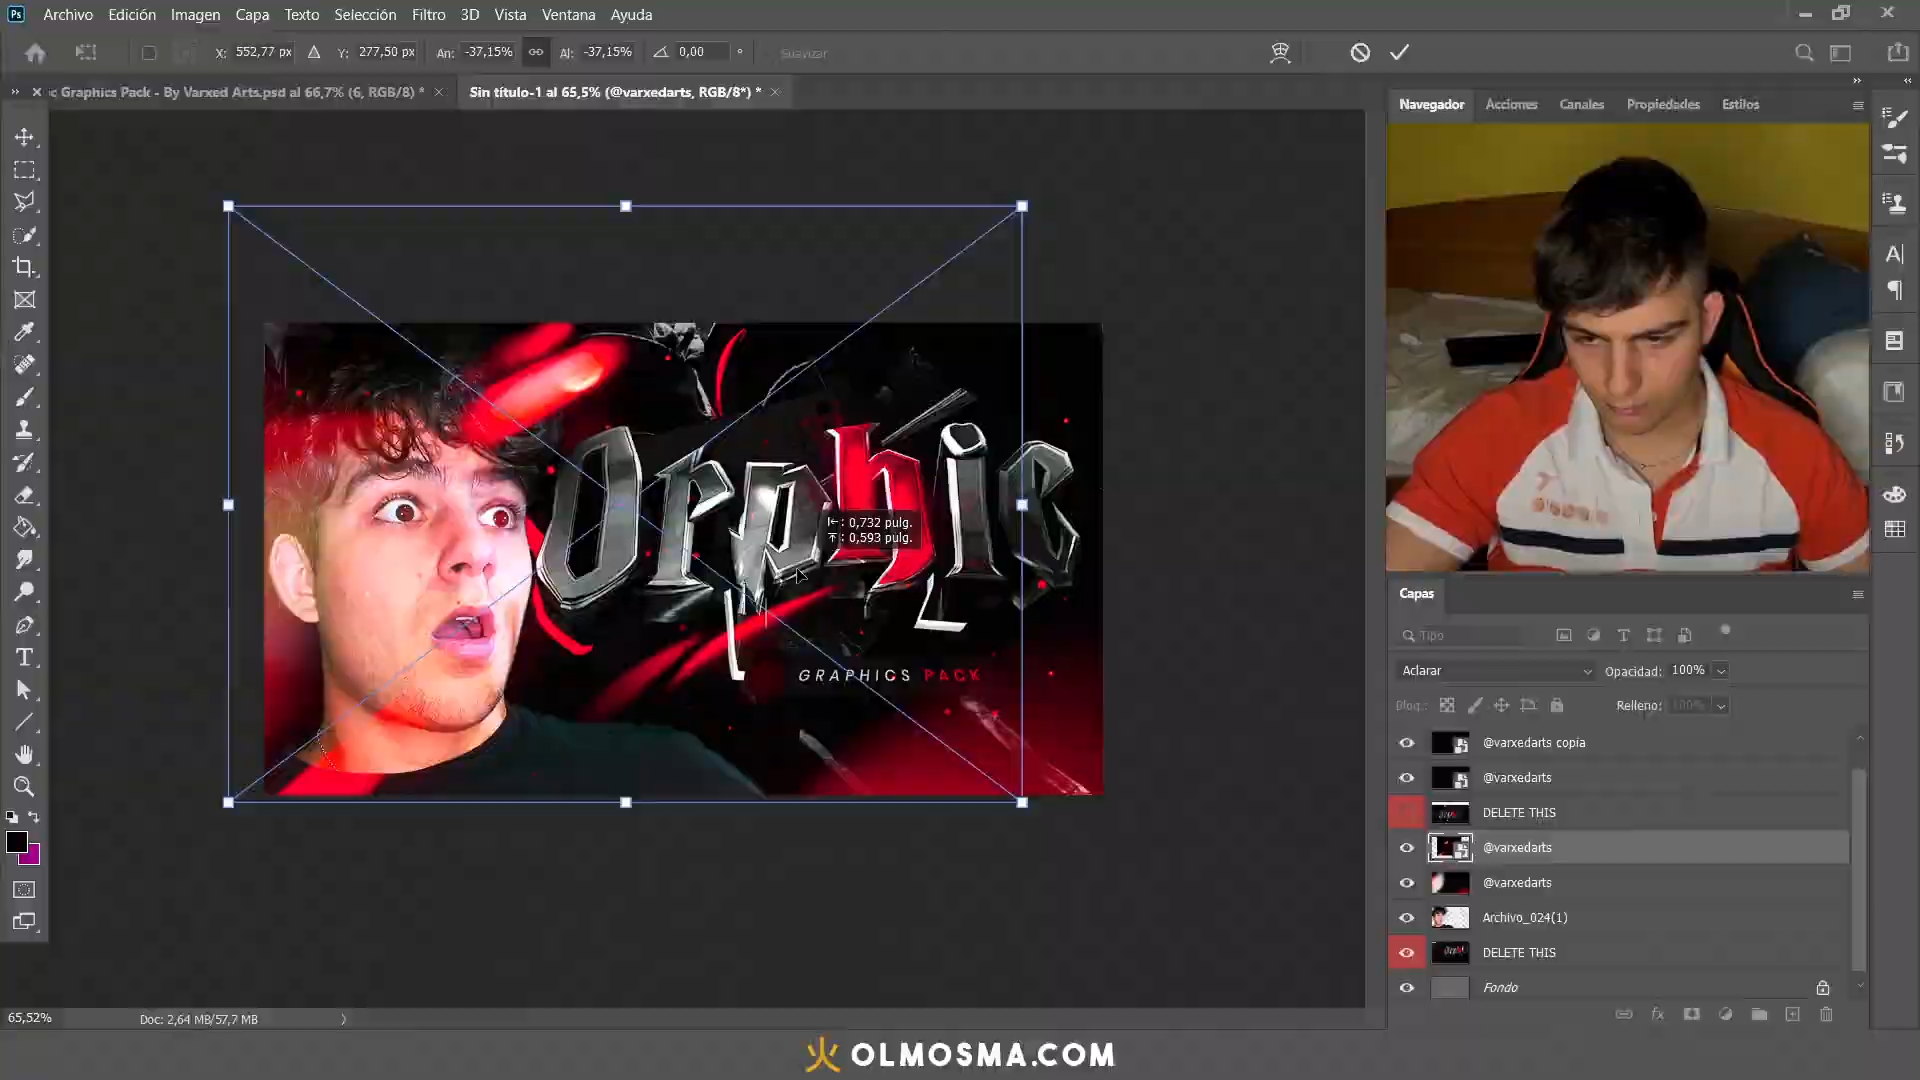 Ps Archivo Edición Imagen Capa Texto Selección Filtro 3D Vista Ventana Ayuda
X: 552,77 px Y: 277,50 px An: -37,15% Al: -37,15% 0,00 ° Suavizar
c Graphics Pack - By Varxed Arts.psd al 66,7% (6, RGB/8) * Sin título-1 al 65,5% (@varxedarts, RGB/8*) *
Navegador Acciones Canales Propiedades Estilos
Orphic
: 0,732 pulg.
: 0,593 pulg.
GRAPHICS PACK
Capas
Tipo
Aclarar Opacidad: 100%
Bloq.: Relleno: 100%
@varxedarts copia
@varxedarts
DELETE THIS
@varxedarts
@varxedarts
Archivo_024(1)
DELETE THIS
Fondo
65,52% Doc: 2,64 MB/57,7 MB
火 OLMOSMA.COM